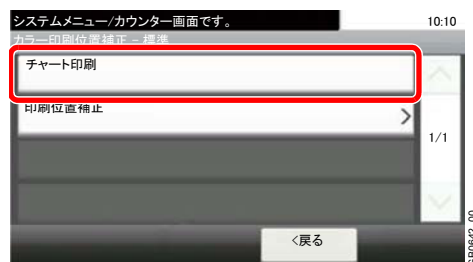 システムメニュー/カウンター画面です。 10:10
カラー印刷位置補正 - 標準
チャート印刷
印刷位置補正
1/1
<戻る